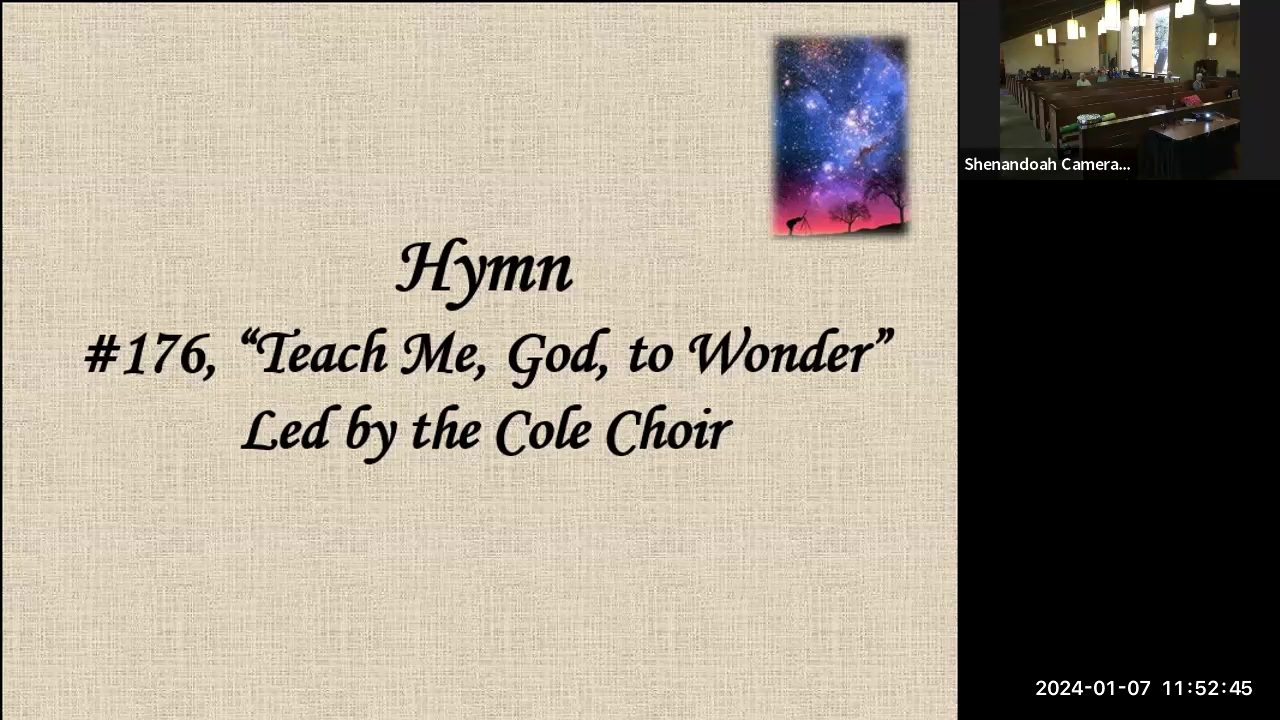 Hymn
#176, “Teach Me, God, to Wonder”
Led by the Cole Choir
Shenandoah Camera...
2024-01-07 11:52:45